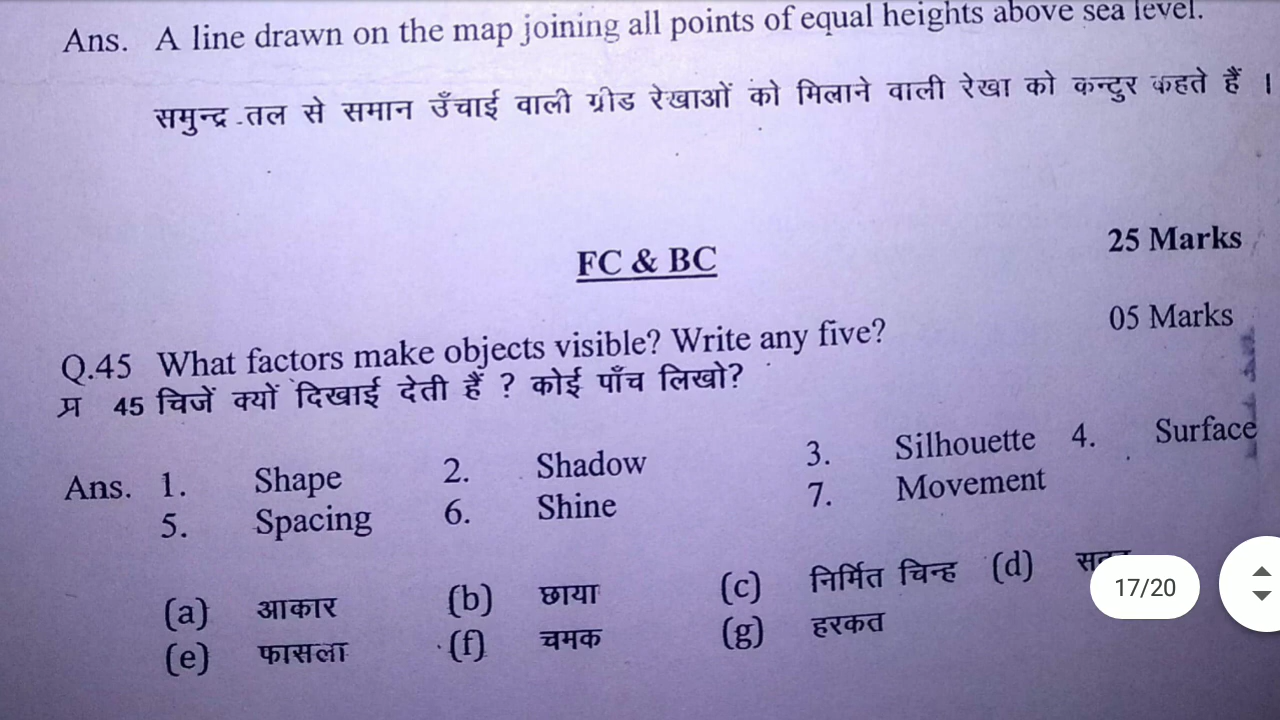 Ans. A line drawn on the map joining all points of equal heights above sea level.
समुन्द्र तल से समान उँचाई वाली ग्रीड रेखाओं को मिलाने वाली रेखा को कन्टुर कहते हैं ।
25 Marks
FC & BC
05 Marks
Q.45 What factors make objects visible? Write any five?
प्र 45 चिजें क्यों दिखाई देती हैं ? कोई पाँच लिखो?
Ans. 1. Shape 2. Shadow 3. Silhouette 4. Surface
5. Spacing 6. Shine 7. Movement
(a) आकार (b) छाया (c) निर्मित चिन्ह (d)
(e) फासला (f) चमक (g) हरकत
17/20